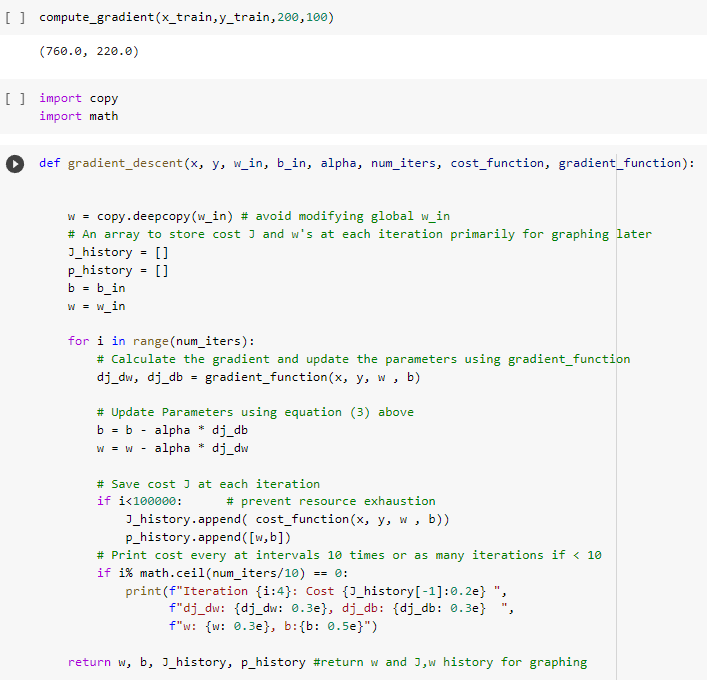 [ ] compute_gradient(x_train,y_train,200,100)
(760.0, 220.0)
[ ] import copy
import math
def gradient_descent(x, y, w_in, b_in, alpha, num_iters, cost_function, gradient_function):
w = copy.deepcopy(w_in) # avoid modifying global w_in
# An array to store cost J and w's at each iteration primarily for graphing later
J_history = []
p_history = []
b = b_in
w = w_in
for i in range(num_iters):
# Calculate the gradient and update the parameters using gradient_function
dj_dw, dj_db = gradient_function(x, y, w , b)
# Update Parameters using equation (3) above
b = b - alpha * dj_db
w = w - alpha * dj_dw
# Save cost J at each iteration
if i<100000:      # prevent resource exhaustion
J_history.append( cost_function(x, y, w , b))
p_history.append([w,b])
# Print cost every at intervals 10 times or as many iterations if < 10
if i% math.ceil(num_iters/10) == 0:
print(f"Iteration {i:4}: Cost {J_history[-1]:0.2e} ",
f"dj_dw: {dj_dw: 0.3e}, dj_db: {dj_db: 0.3e}  ",
f"w: {w: 0.3e}, b:{b: 0.5e}")
return w, b, J_history, p_history #return w and J,w history for graphing